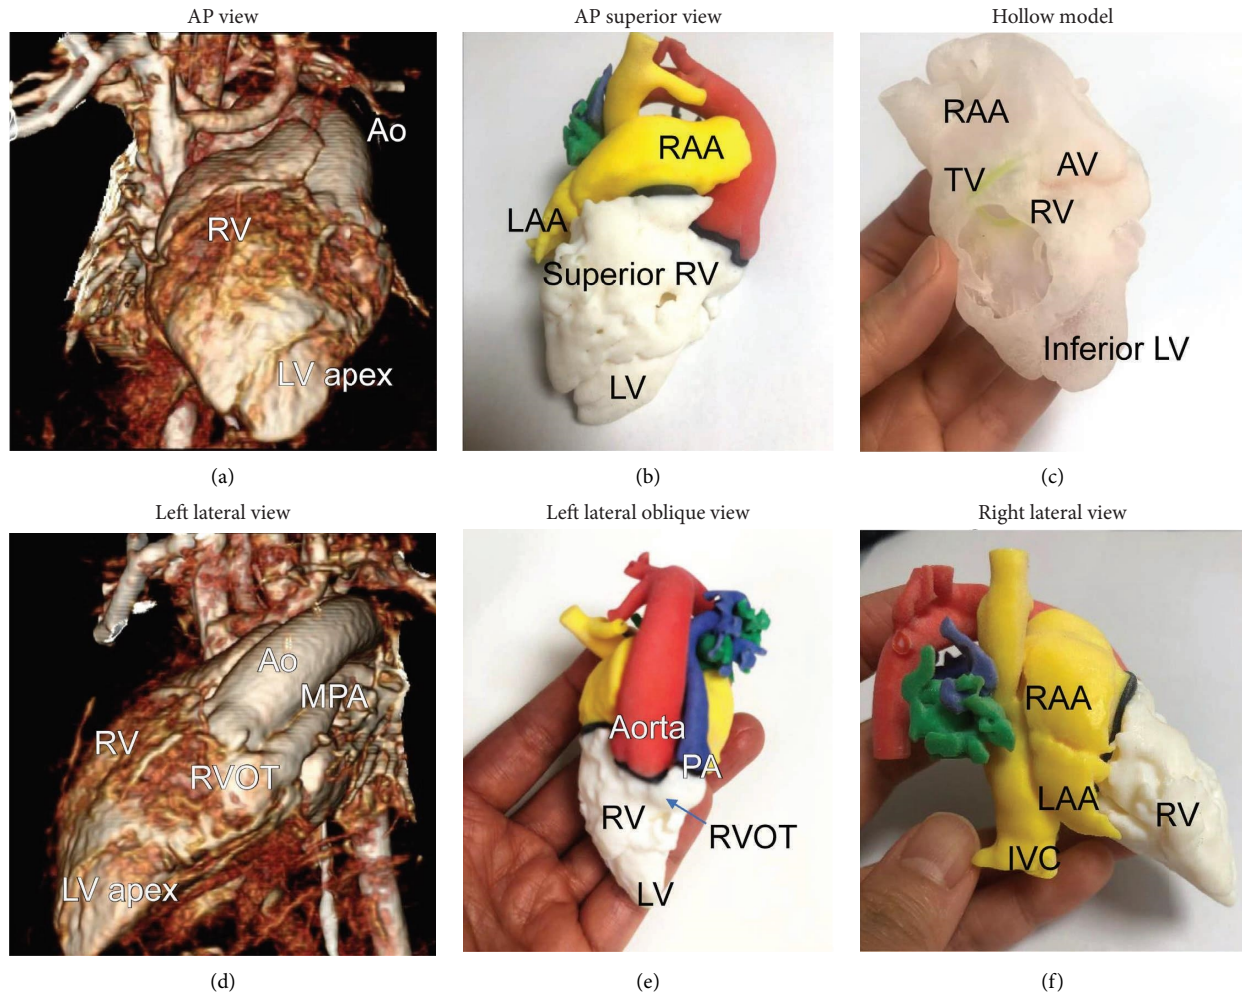 AP view
AP superior view
Hollow model
Ao
RV
LV apex
RAA
LAA
Superior RV
LV
RAA
TV
AV
RV
Inferior LV
(a)
(b)
(c)
Left lateral view
Left lateral oblique view
Right lateral view
Ao
MPA
RV
RVOT
LV apex
Aorta
PA
RV
RVOT
LV
RAA
LAA
RV
IVC
(d)
(e)
(f)